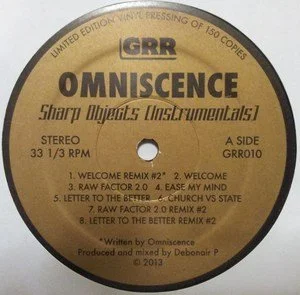 LIMITED EDITION VINYL PRESSING OF 150 COPIES
GRR
OMNISCENCE
Sharp Objects (Instrumentals)
STEREO
33 1/3 RPM
A SIDE
GRR010
1. WELCOME REMIX #2* 2. WELCOME
3. RAW FACTOR 2.0 4. EASE MY MIND
5. LETTER TO THE BETTER 6. CHURCH VS STATE
7. RAW FACTOR 2.0 REMIX #2
8. LETTER TO THE BETTER REMIX #2
*Written by Omniscence
Produced and mixed by Debonair P
© 2013